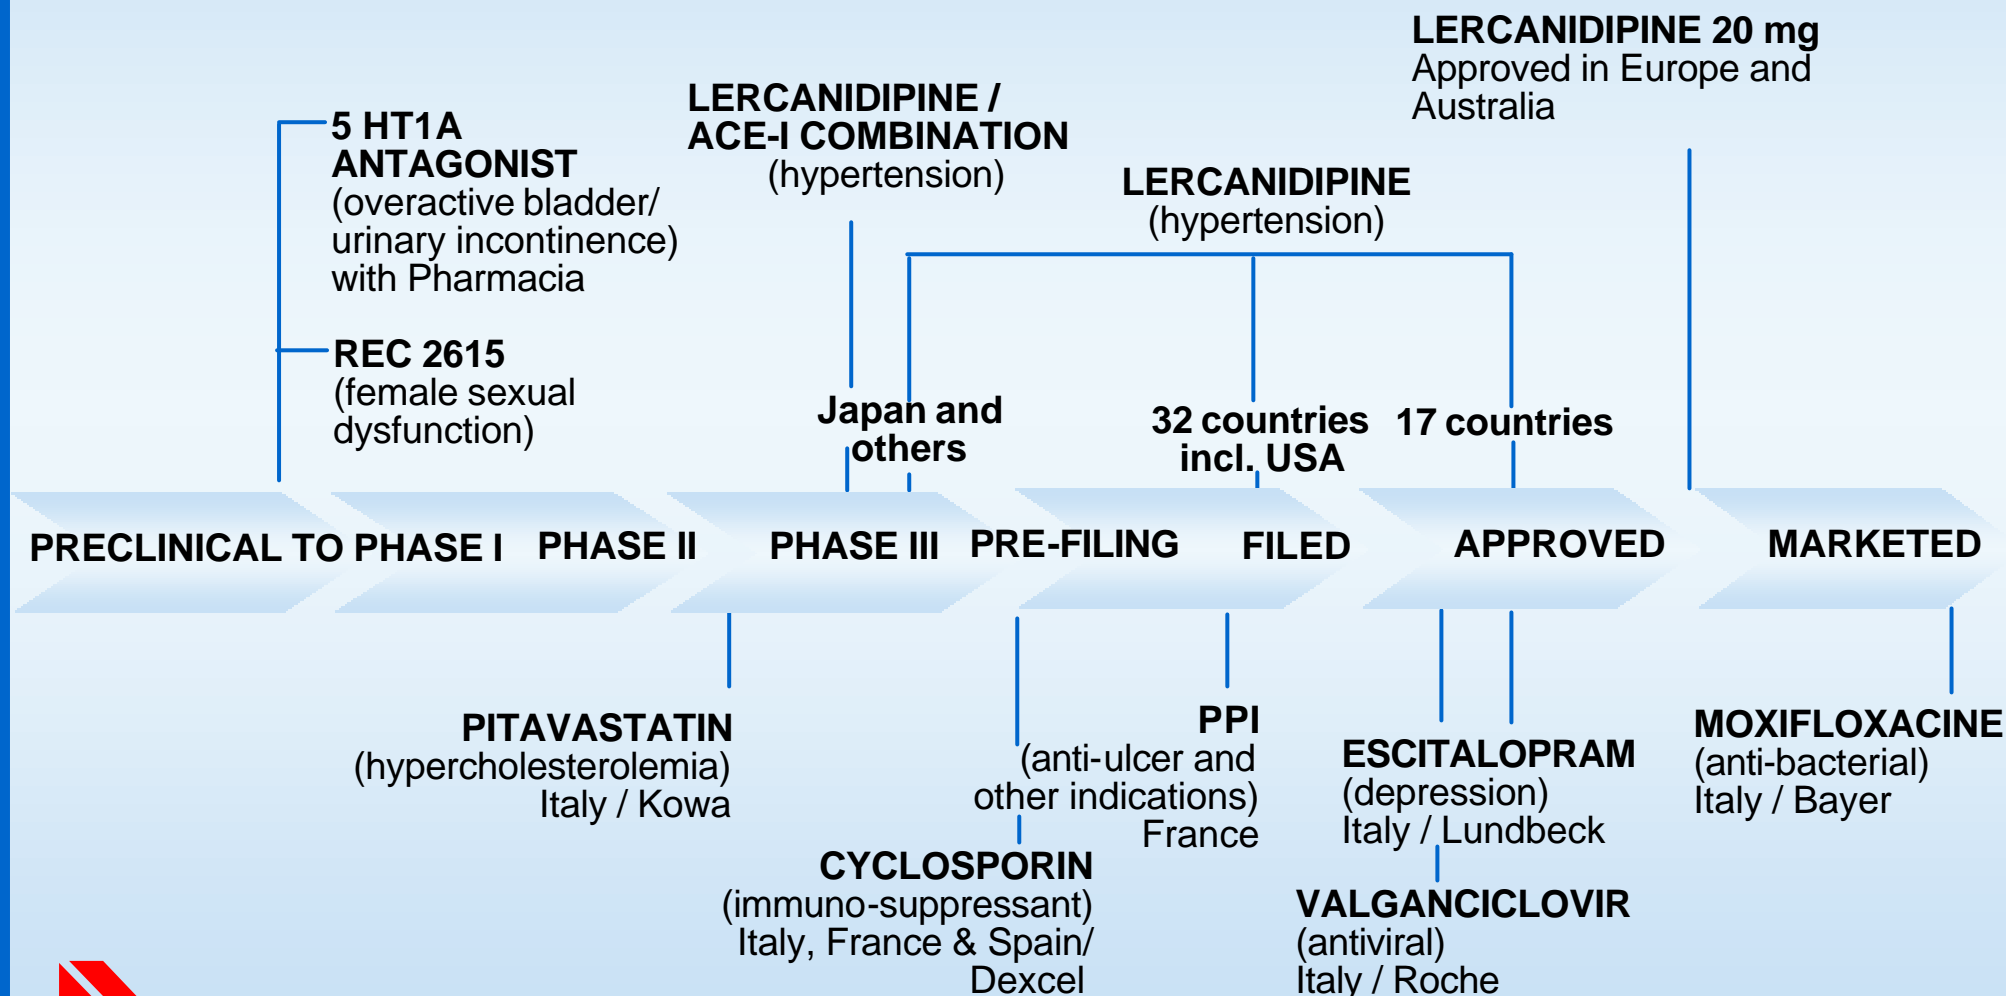 LERCANIDIPINE 20 mg
Approved in Europe and
Australia
LERCANIDIPINE /
ACE-I COMBINATION
(hypertension)
5 HT1A
ANTAGONIST
(overactive bladder/
urinary incontinence)
with Pharmacia
LERCANIDIPINE
(hypertension)
REC 2615
(female sexual
dysfunction)
Japan and
others
32 countries
incl. USA
17 countries
PRECLINICAL TO PHASE I
PHASE II
PHASE III
PRE-FILING
FILED
APPROVED
MARKETED
PITAVASTATIN
(hypercholesterolemia)
Italy / Kowa
CYCLOSPORIN
(immuno-suppressant)
Italy, France & Spain/
Dexcel
PPI
(anti-ulcer and
other indications)
France
ESCITALOPRAM
(depression)
Italy / Lundbeck
VALGANCICLOVIR
(antiviral)
Italy / Roche
MOXIFLOXACINE
(anti-bacterial)
Italy / Bayer